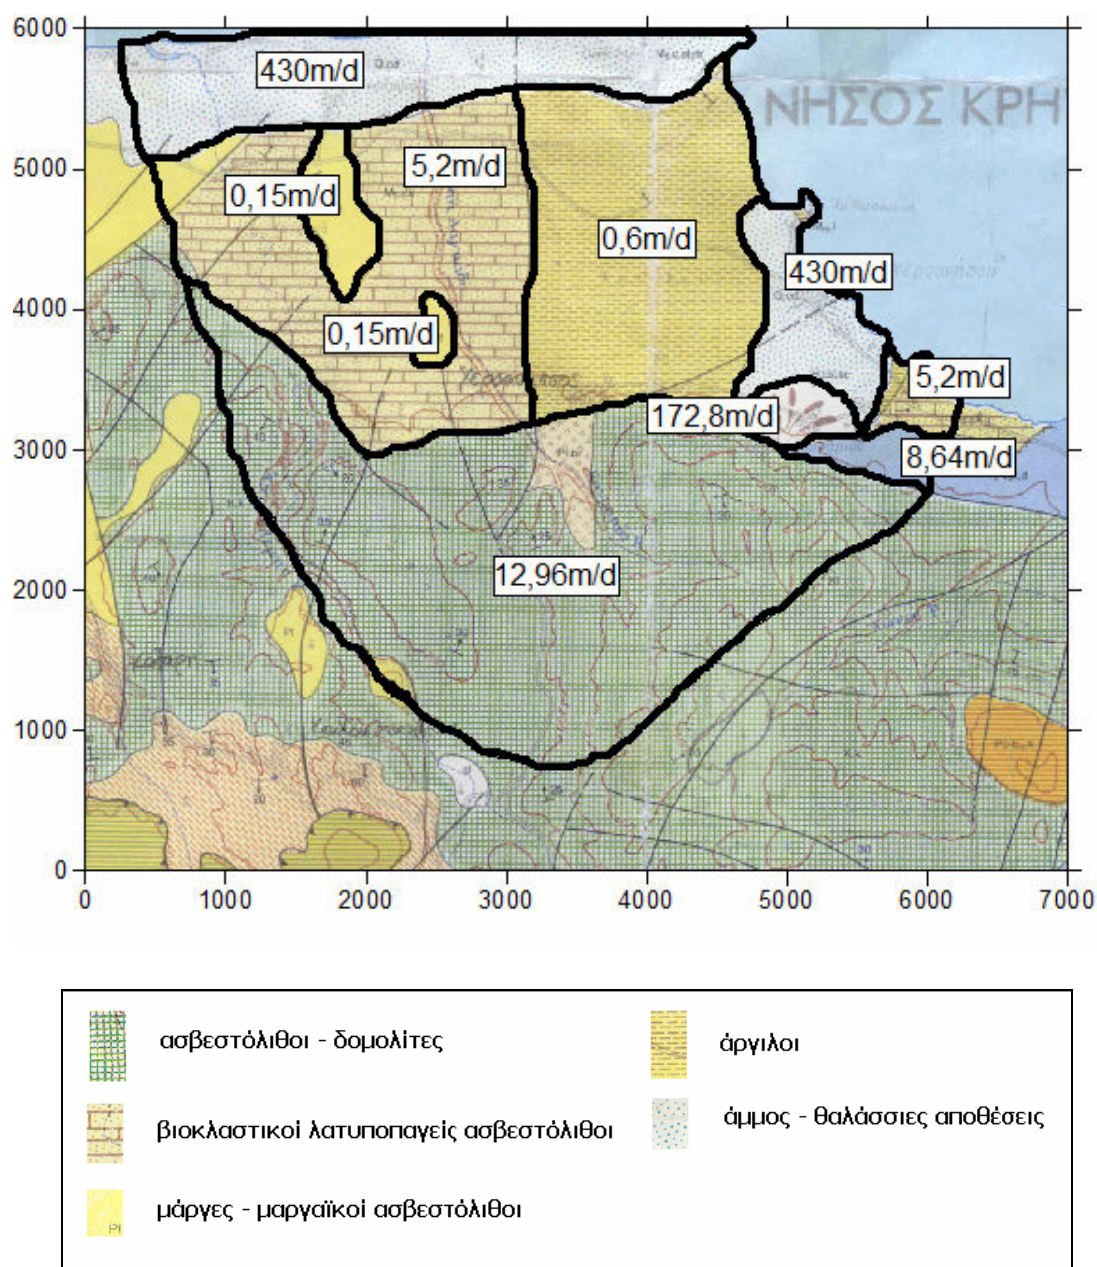 6000
430m/d
ΝΗΣΟΣ ΚΡΗ
5000
0,15m/d
5,2m/d
0,6m/d
430m/d
4000
0,15m/d
5,2m/d
172,8m/d
3000
8,64m/d
12,96m/d
2000
1000
0
0 1000 2000 3000 4000 5000 6000 7000
ασβεστόλιθοι - δομολίτες
άργιλοι
βιοκλαστικοί λατυποπαγείς ασβεστόλιθοι
άμμος - θαλάσσιες αποθέσεις
μάργες - μαργαϊκοί ασβεστόλιθοι
Pl